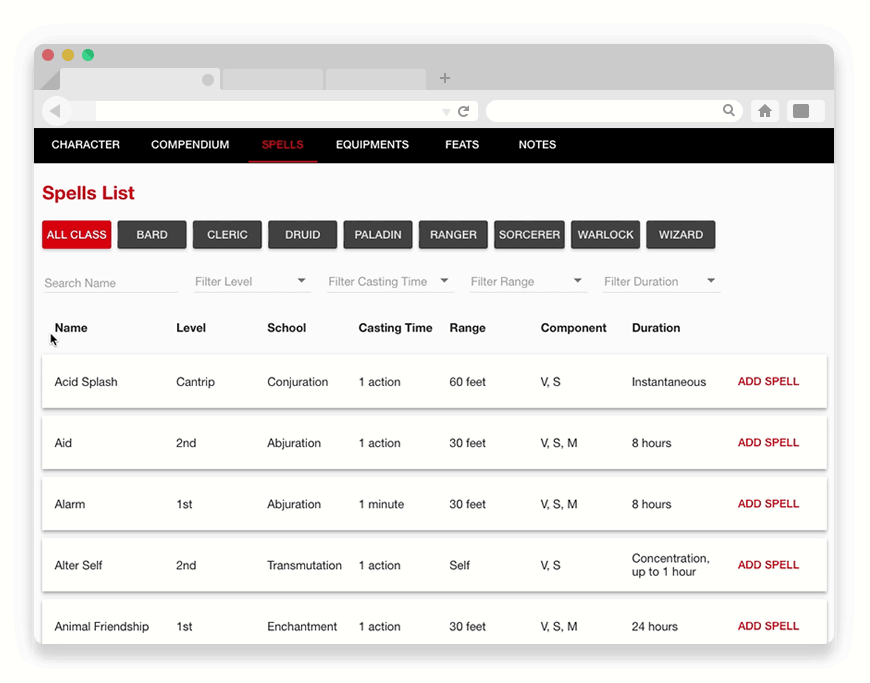 CHARACTER COMPENDIUM SPELLS EQUIPMENTS FEATS NOTES
Spells List
ALL CLASS BARD CLERIC DRUID PALADIN RANGER SORCERER WARLOCK WIZARD
Search Name Filter Level Filter Casting Time Filter Range Filter Duration
Name Level School Casting Time Range Component Duration
Acid Splash Cantrip Conjuration 1 action 60 feet V, S Instantaneous ADD SPELL
Aid 2nd Abjuration 1 action 30 feet V, S, M 8 hours ADD SPELL
Alarm 1st Abjuration 1 minute 30 feet V, S, M 8 hours ADD SPELL
Alter Self 2nd Transmutation 1 action Self V, S Concentration, up to 1 hour ADD SPELL
Animal Friendship 1st Enchantment 1 action 30 feet V, S, M 24 hours ADD SPELL